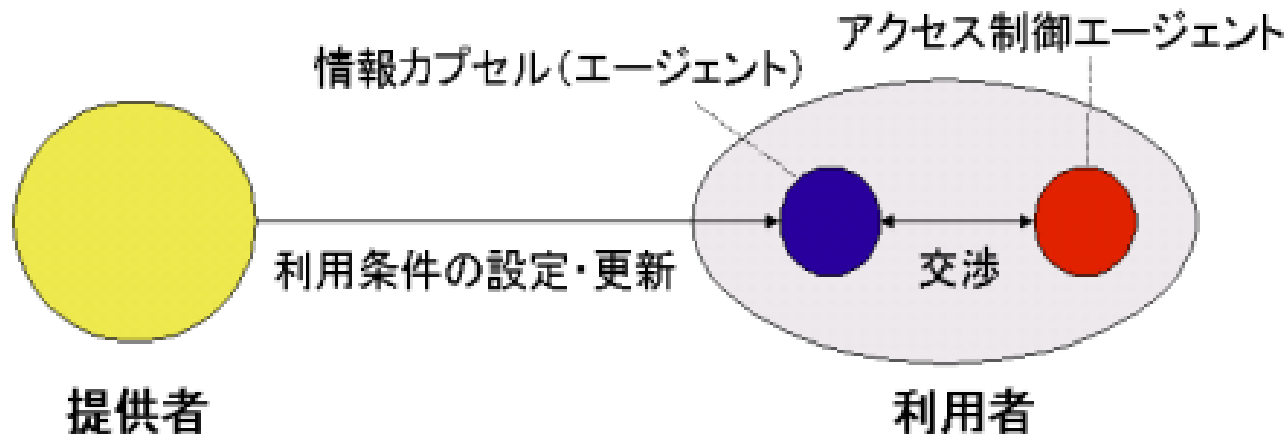 アクセス制御エージェント
情報カプセル(エージェント)
利用条件の設定・更新
交渉
提供者
利用者